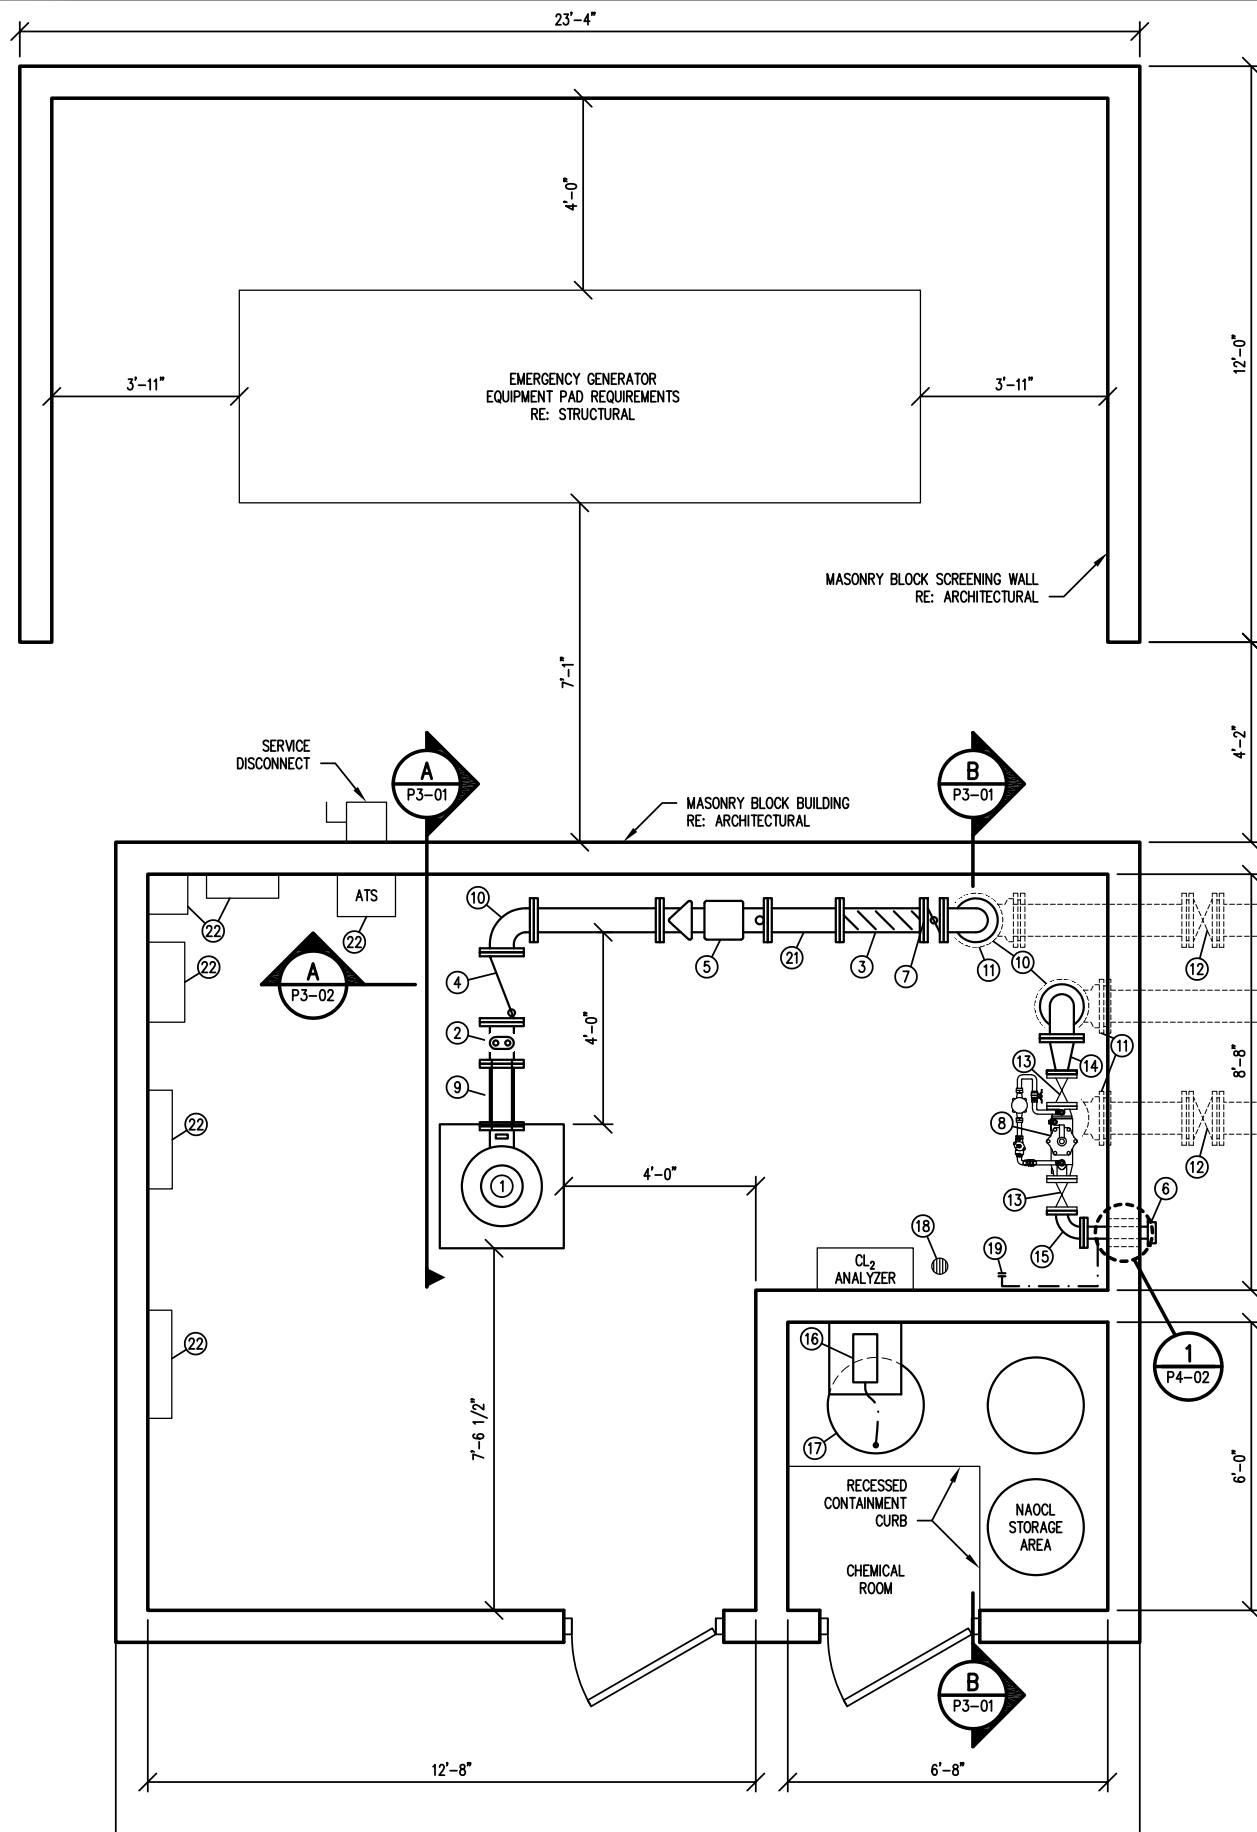 23'-4"
4'-0"
12'-0"
3'-11"
EMERGENCY GENERATOR
EQUIPMENT PAD REQUIREMENTS
RE: STRUCTURAL
3'-11"
MASONRY BLOCK SCREENING WALL
RE: ARCHITECTURAL
7'-1"
4'-2"
SERVICE
DISCONNECT
A
P3-01
B
P3-01
MASONRY BLOCK BUILDING
RE: ARCHITECTURAL
ATS
22
22
22
A
P3-02
10
4
2
9
1
5
21
3
7
11
10
12
4'-0"
13
14
11
8'-8"
8
22
12
4'-0"
13
6
15
18
19
CL2
ANALYZER
22
16
17
1
P4-02
7'-6 1/2"
RECESSED
CONTAINMENT
CURB
NAOCL
STORAGE
AREA
6'-0"
CHEMICAL
ROOM
B
P3-01
12'-8"
6'-8"